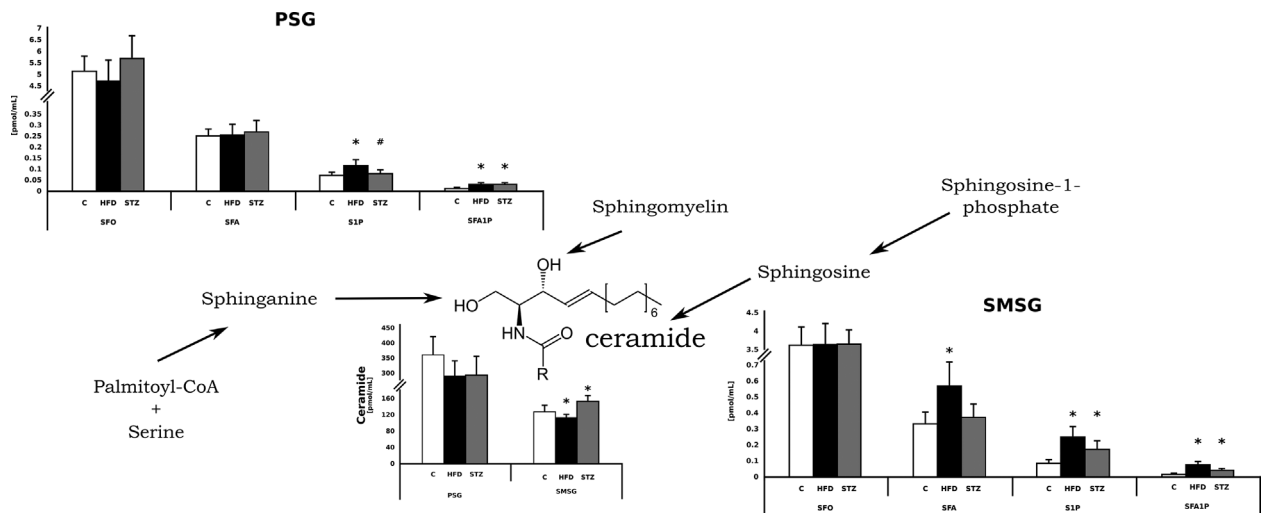 PSG
7
6.5
6
5.5
5
4.5
0.35
0.25
0.25
0.15
0.1
0.05
0
[pmol/mL]
* #
* *
C HFD STZ C HFD STZ C HFD STZ C HFD STZ
SFO SFA S1P SFA1P
Sphingomyelin
Sphingosine-1-
phosphate
Sphingosine
Sphinganine
Palmitoyl-CoA
+
Serine
OH
HO
6
HN O
R
ceramide
450
400
350
300
160
120
80
40
0
Ceramide
[pmol/mL]
* *
C HFD STZ C HFD STZ
PSG SMSG
SMSG
4.5
3.5
0.7
0.6
0.5
0.4
0.3
0.2
0.1
0
[pmol/mL]
*
* *
* *
C HFD STZ C HFD STZ C HFD STZ C HFD STZ
SFO SFA S1P SFA1P